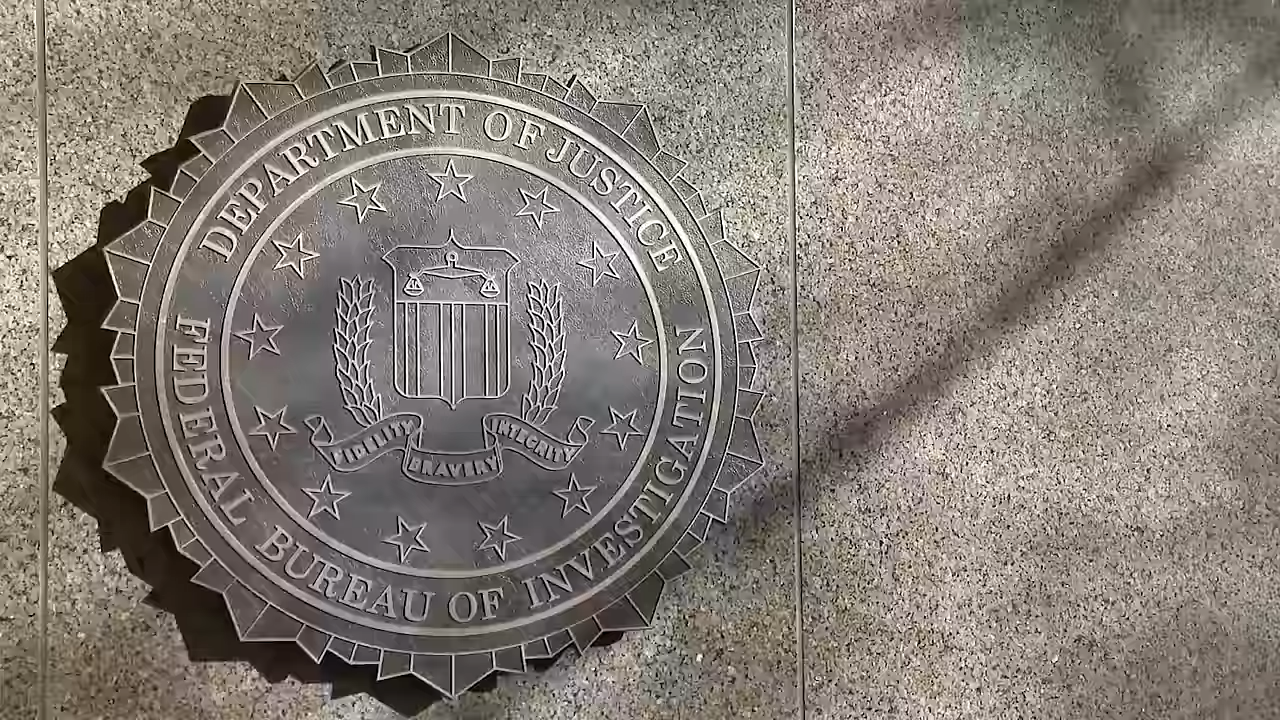 DEPARTMENT OF JUSTICE
FIDELITY BRAVERY INTEGRITY
FEDERAL BUREAU OF INVESTIGATION